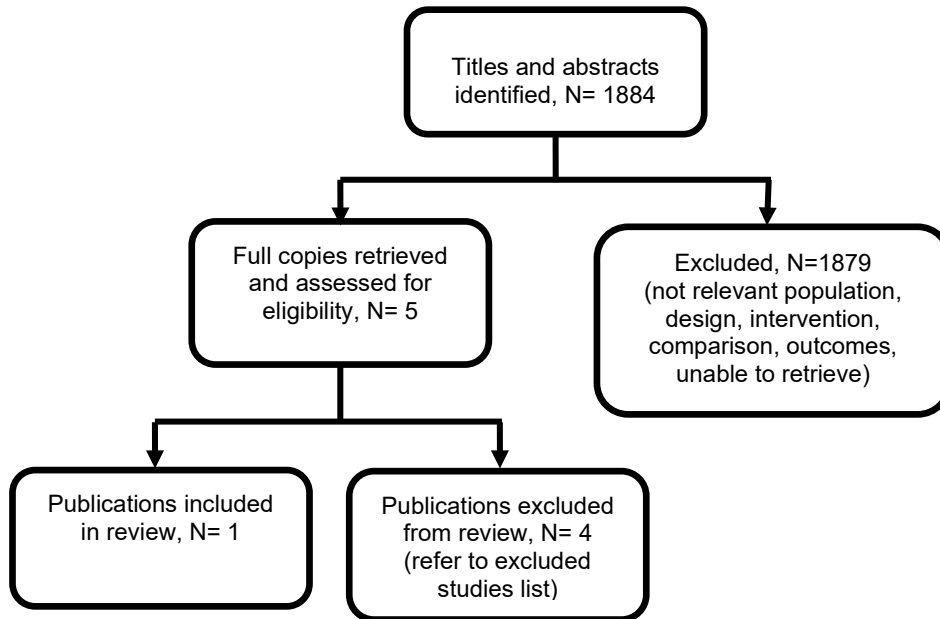 Titles and abstracts
identified, N= 1884
Full copies retrieved
and assessed for
eligibility, N= 5
Excluded, N=1879
(not relevant population,
design, intervention,
comparison, outcomes,
unable to retrieve)
Publications included
in review, N= 1
Publications excluded
from review, N= 4
(refer to excluded
studies list)